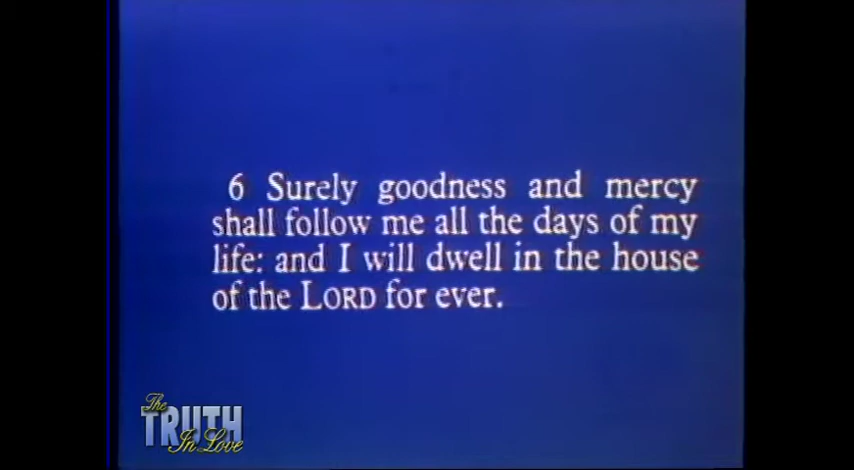 6 Surely goodness and mercy
shall follow me all the days of my
life: and I will dwell in the house
of the LORD for ever.
The
TRUTH
In Love